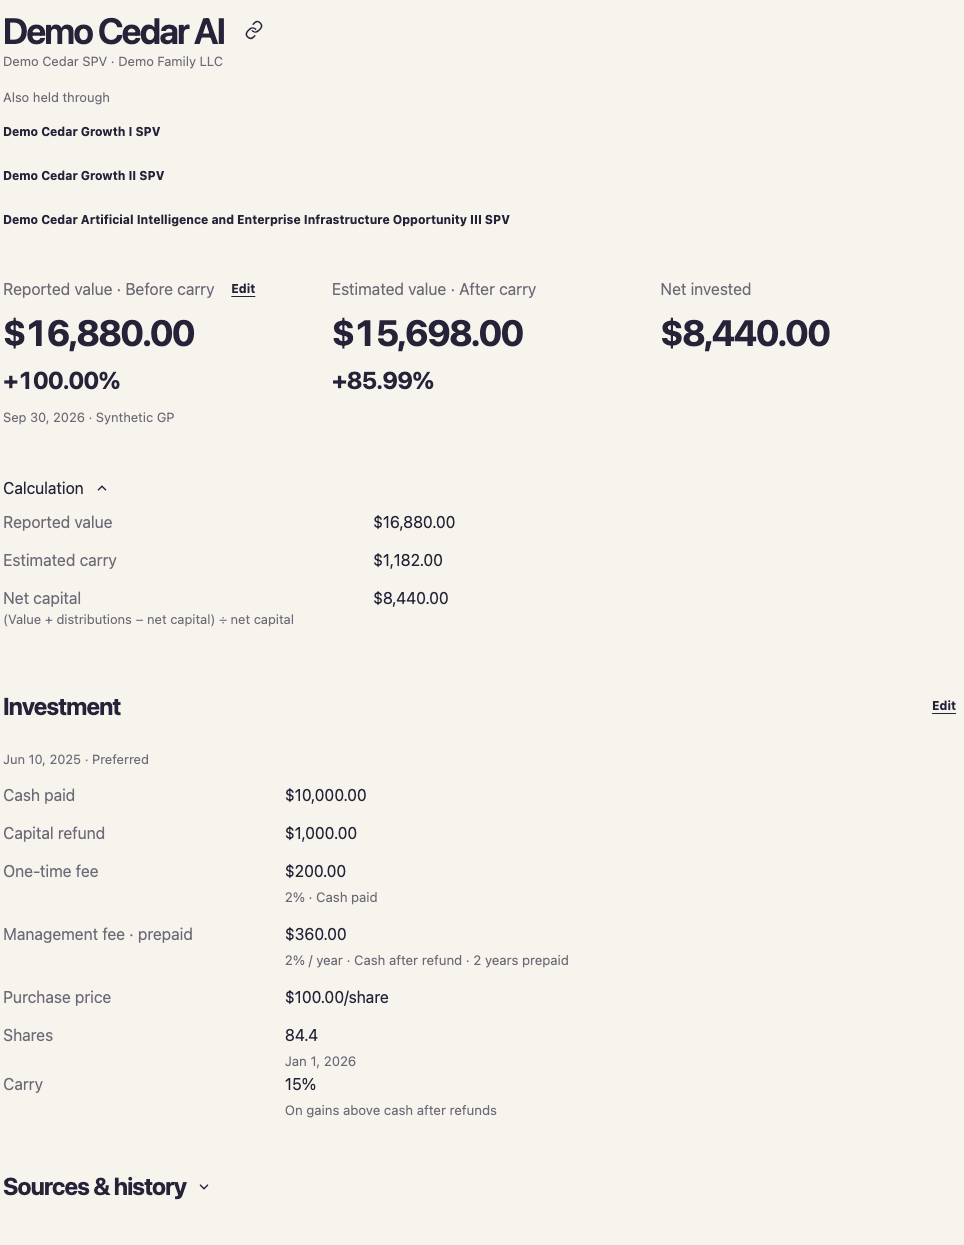 Demo Cedar AI
Demo Cedar SPV · Demo Family LLC
Also held through
Demo Cedar Growth I SPV
Demo Cedar Growth II SPV
Demo Cedar Artificial Intelligence and Enterprise Infrastructure Opportunity III SPV
Reported value · Before carry Edit
$16,880.00
+100.00%
Sep 30, 2026 · Synthetic GP
Estimated value · After carry
$15,698.00
+85.99%
Net invested
$8,440.00
Calculation
Reported value $16,880.00
Estimated carry $1,182.00
Net capital $8,440.00
(Value + distributions − net capital) ÷ net capital
Investment Edit
Jun 10, 2025 · Preferred
Cash paid $10,000.00
Capital refund $1,000.00
One-time fee $200.00
2% · Cash paid
Management fee · prepaid $360.00
2% / year · Cash after refund · 2 years prepaid
Purchase price $100.00/share
Shares 84.4
Jan 1, 2026
Carry 15%
On gains above cash after refunds
Sources & history